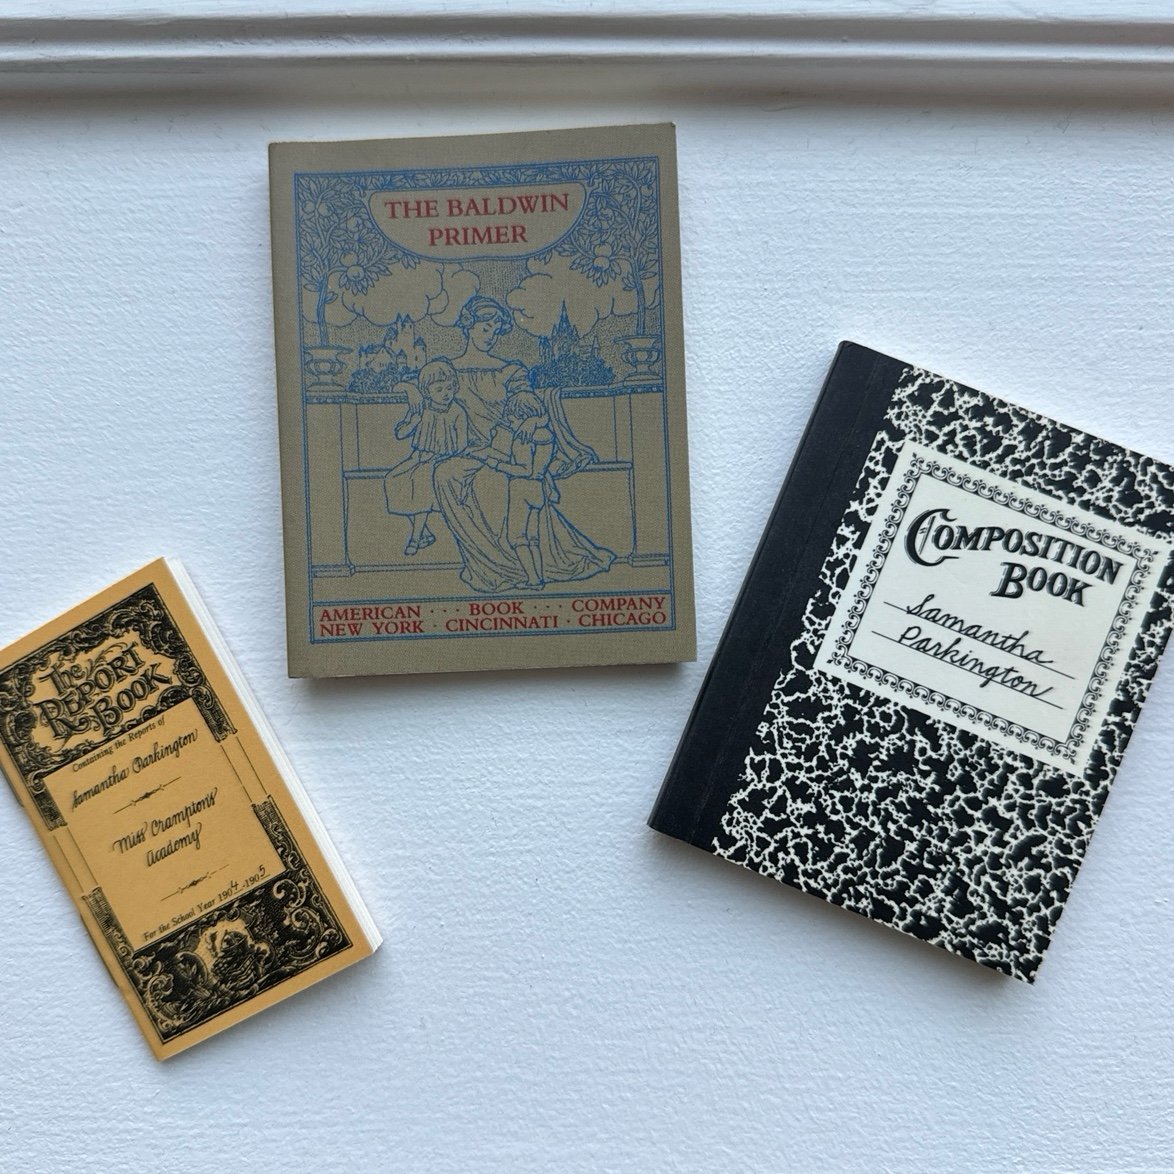 THE BALDWIN
PRIMER
AMERICAN ··· BOOK ··· COMPANY
NEW YORK · CINCINNATI · CHICAGO
The
REPORT
BOOK
Containing the Reports of
Samantha Parkington
Miss Crampton's
Academy
For the School Year 1904-1905
COMPOSITION
BOOK
Samantha
Parkington